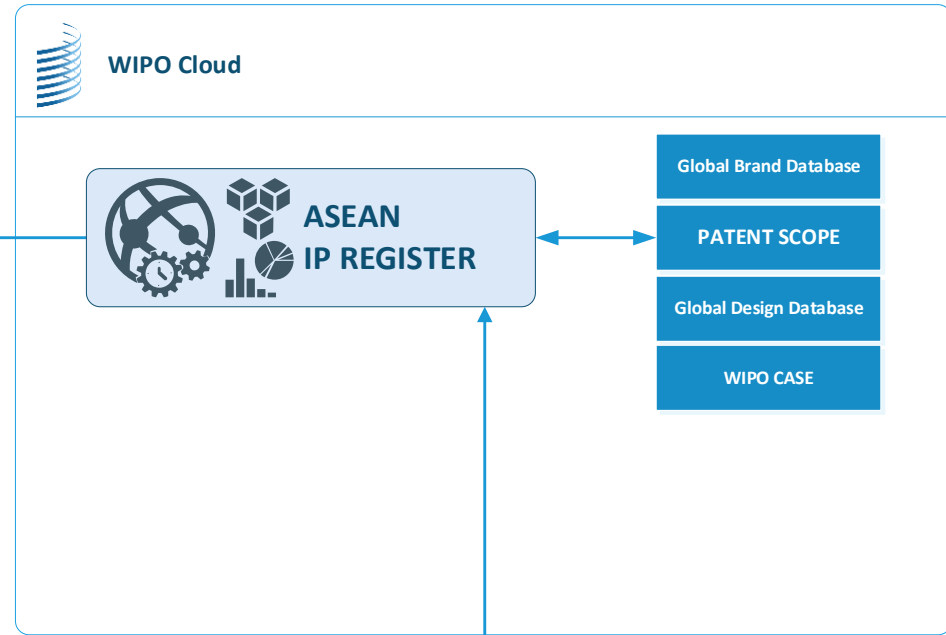 WIPO Cloud
ASEAN
IP REGISTER
Global Brand Database
PATENT SCOPE
Global Design Database
WIPO CASE